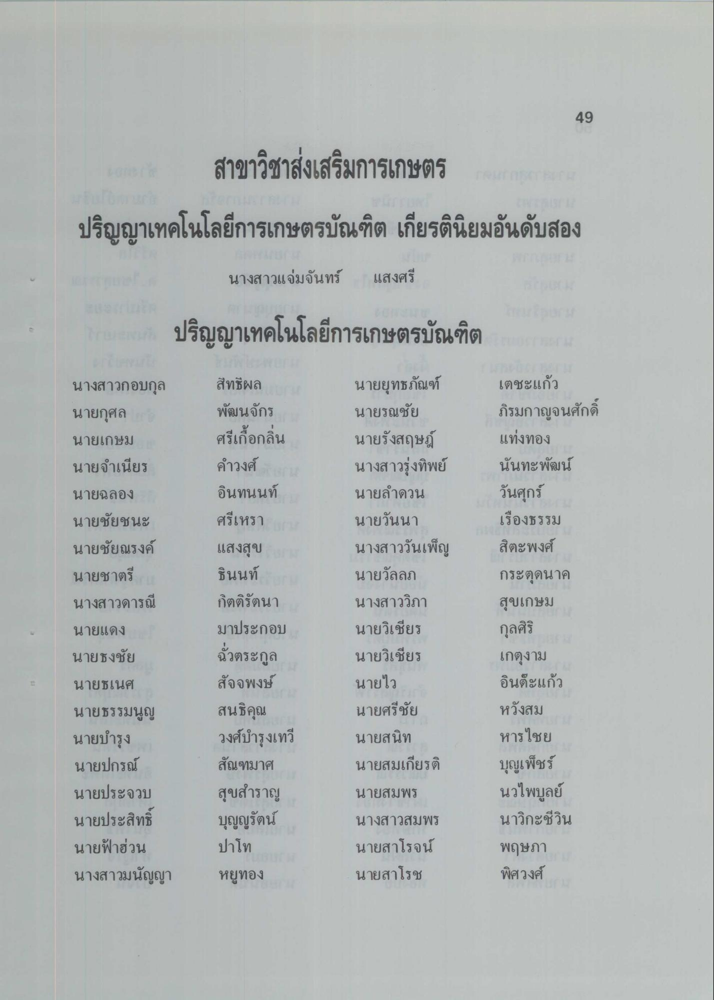 49
สาขาวิชาส่งเสริมการเกษตร
ปริญญาเทคโนโลยีการเกษตรบัณฑิต เกียรตินิยมอันดับสอง
นางสาวแจ่มจันทร์ แสงศรี
ปริญญาเทคโนโลยีการเกษตรบัณฑิต
นางสาวกอบกุล สิทธิผล นายยุทธภัณฑ์ เตชะแก้ว
นายกุศล พัฒนจักร นายรณชัย ภิรมกาญจนศักดิ์
นายเกษม ศรีเกื้อกลิ่น นายรังสฤษฎ์ แท่งทอง
นายจำเนียร คำวงศ์ นางสาวรุ่งทิพย์ นันทะพัฒน์
นายฉลอง อินทนนท์ นายลำดวน วันศุกร์
นายชัยชนะ ศรีเหรา นายวันนา เรืองธรรม
นายชัยณรงค์ แสงสุข นางสาววันเพ็ญ สิตะพงศ์
นายชาตรี ธินนท์ นายวัลลภ กระตุดนาค
นางสาวดารณี กิตติรัตนา นางสาววิภา สุขเกษม
นายแดง มาประกอบ นายวิเชียร กุลศิริ
นายธงชัย ฉั่วตระกูล นายวิเชียร เกตุงาม
นายธเนศ สัจจพงษ์ นายไว อินต๊ะแก้ว
นายธรรมนูญ สนธิคุณ นายศรีชัย หวังสม
นายบำรุง วงศ์บำรุงเทวี นายสนิท หารไชย
นายปกรณ์ สัณฑมาศ นายสมเกียรติ บุญเพ็ชร์
นายประจวบ สุขสำราญ นายสมพร นวไพบูลย์
นายประสิทธิ์ บุญญรัตน์ นางสาวสมพร นาวิกะชีวิน
นายฟ้าฮ่วน ปาโท นายสาโรจน์ พฤษภา
นางสาวมนัญญา หยูทอง นายสาโรช พิศวงศ์